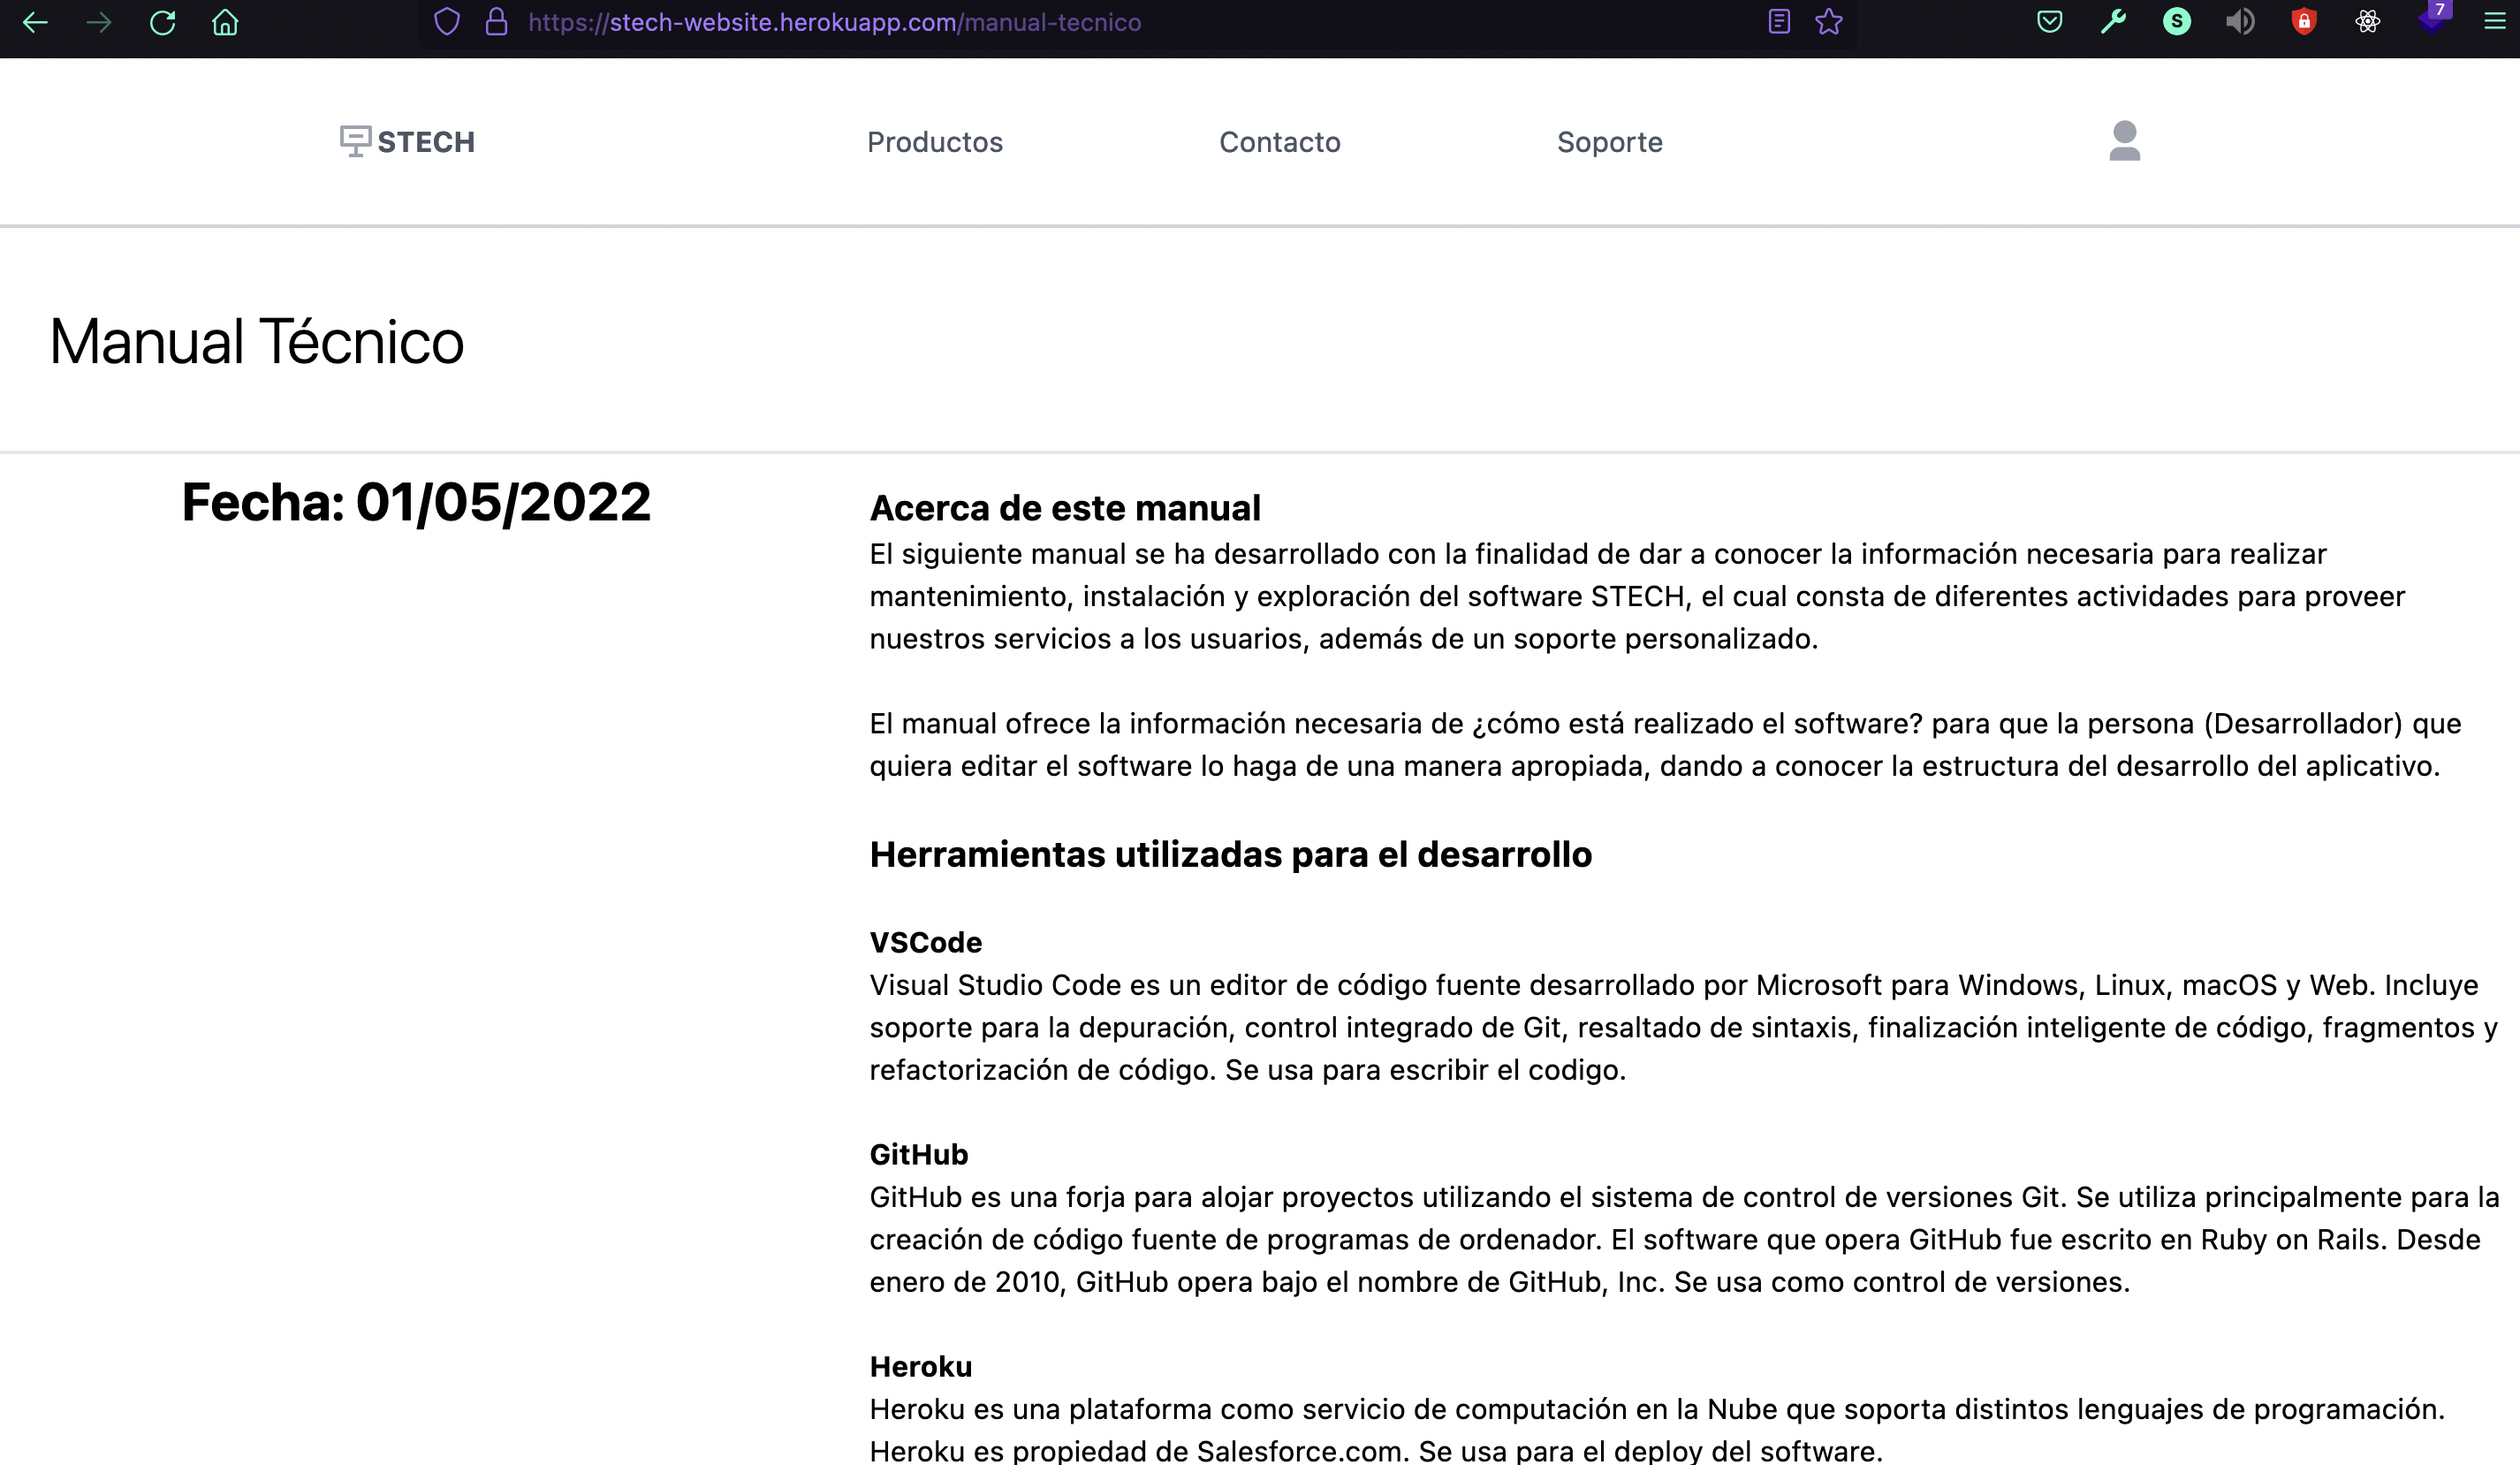 https://stech-website.herokuapp.com/manual-tecnico
S
7
STECH
Productos
Contacto
Soporte
Manual Técnico
Fecha: 01/05/2022
Acerca de este manual
El siguiente manual se ha desarrollado con la finalidad de dar a conocer la información necesaria para realizar
mantenimiento, instalación y exploración del software STECH, el cual consta de diferentes actividades para proveer
nuestros servicios a los usuarios, además de un soporte personalizado.
El manual ofrece la información necesaria de ¿cómo está realizado el software? para que la persona (Desarrollador) que
quiera editar el software lo haga de una manera apropiada, dando a conocer la estructura del desarrollo del aplicativo.
Herramientas utilizadas para el desarrollo
VSCode
Visual Studio Code es un editor de código fuente desarrollado por Microsoft para Windows, Linux, macOS y Web. Incluye
soporte para la depuración, control integrado de Git, resaltado de sintaxis, finalización inteligente de código, fragmentos y
refactorización de código. Se usa para escribir el codigo.
GitHub
GitHub es una forja para alojar proyectos utilizando el sistema de control de versiones Git. Se utiliza principalmente para la
creación de código fuente de programas de ordenador. El software que opera GitHub fue escrito en Ruby on Rails. Desde
enero de 2010, GitHub opera bajo el nombre de GitHub, Inc. Se usa como control de versiones.
Heroku
Heroku es una plataforma como servicio de computación en la Nube que soporta distintos lenguajes de programación.
Heroku es propiedad de Salesforce.com. Se usa para el deploy del software.